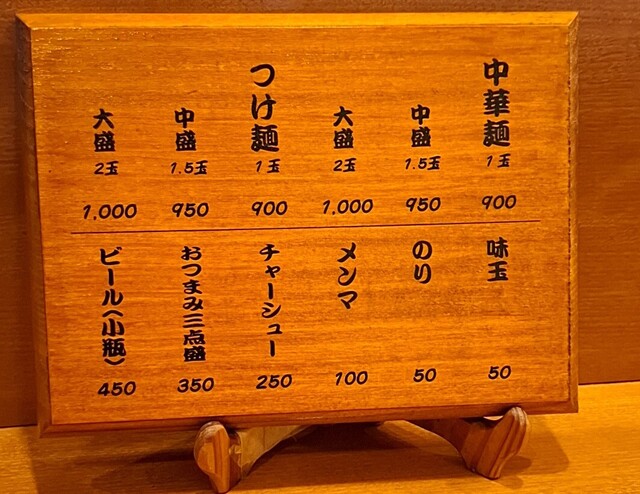 中華麺 1玉 900
中盛 1.5玉 950
大盛 2玉 1,000
つけ麺 1玉 900
中盛 1.5玉 950
大盛 2玉 1,000
味玉 50
のり 50
メンマ 100
チャーシュー 250
おつまみ三点盛 350
ビール(小瓶) 450